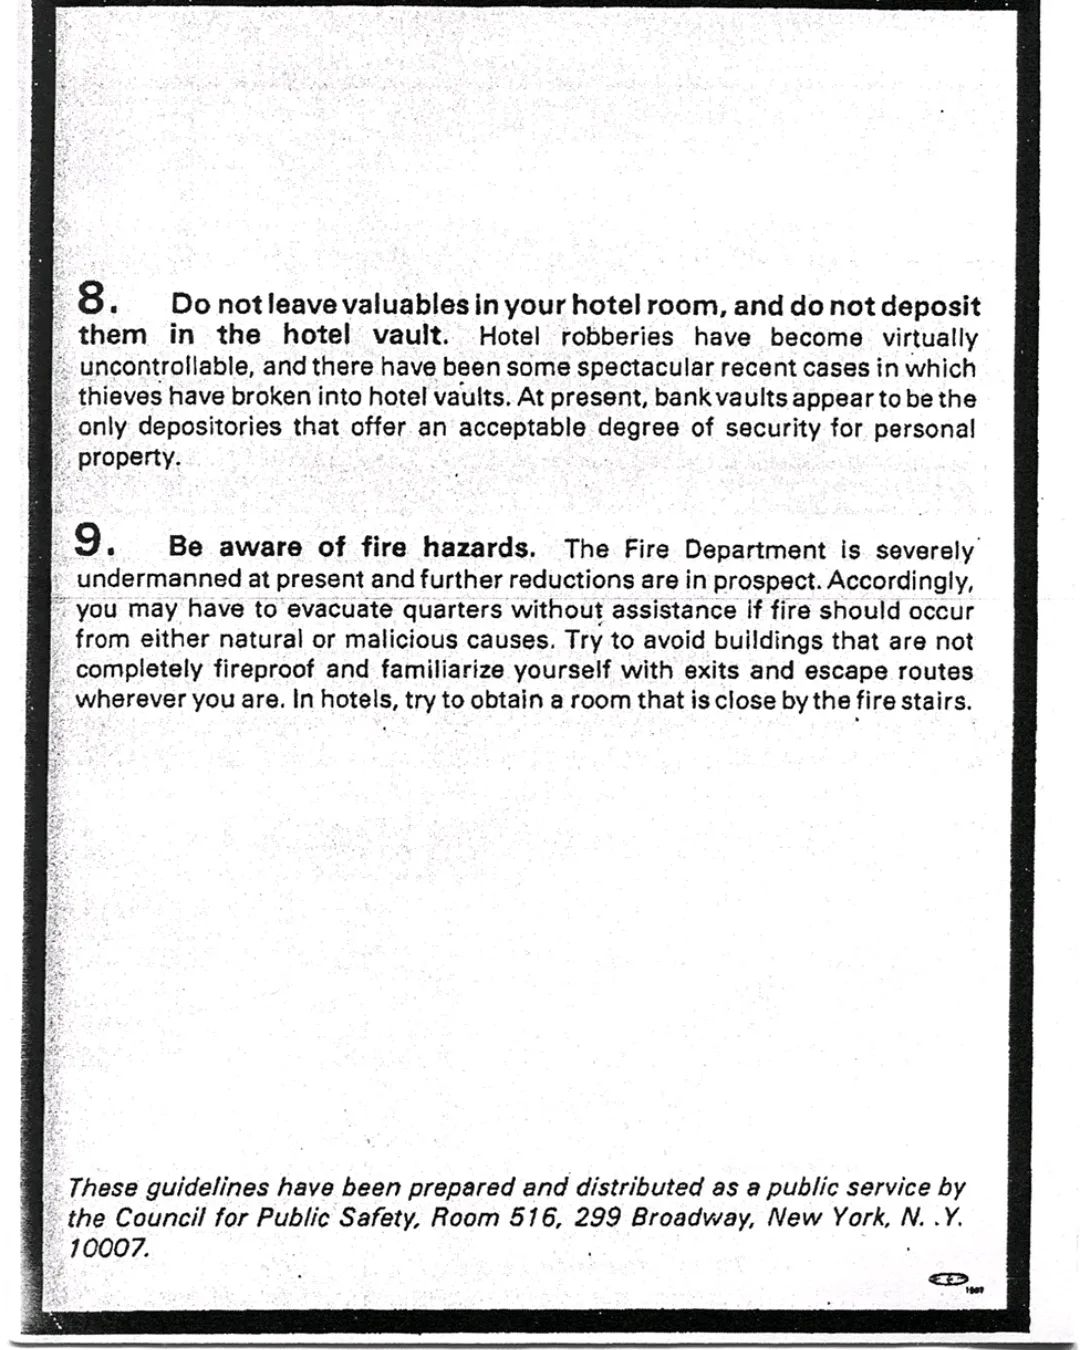 8. Do not leave valuables in your hotel room, and do not deposit
them in the hotel vault. Hotel robberies have become virtually
uncontrollable, and there have been some spectacular recent cases in which
thieves have broken into hotel vaults. At present, bank vaults appear to be the
only depositories that offer an acceptable degree of security for personal
property.
9. Be aware of fire hazards. The Fire Department is severely
undermanned at present and further reductions are in prospect. Accordingly,
you may have to evacuate quarters without assistance if fire should occur
from either natural or malicious causes. Try to avoid buildings that are not
completely fireproof and familiarize yourself with exits and escape routes
wherever you are. In hotels, try to obtain a room that is close by the fire stairs.
These guidelines have been prepared and distributed as a public service by
the Council for Public Safety, Room 516, 299 Broadway, New York, N. .Y.
10007.